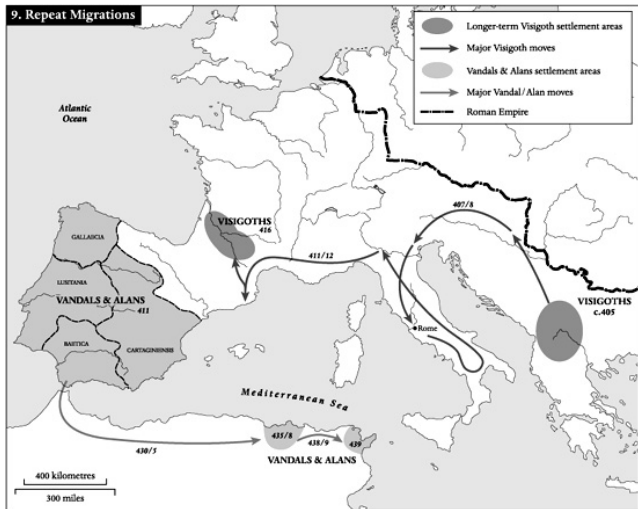 9. Repeat Migrations
Longer-term Visigoth settlement areas
Major Visigoth moves
Vandals & Alans settlement areas
Major Vandal/Alan moves
Roman Empire
Atlantic
Ocean
407/8
VISIGOTHS
416
GALLAECIA
411/12
LUSITANIA
VISIGOTHS
c.405
VANDALS & ALANS
411
Rome
BAETICA
CARTAGINIENSIS
Mediterranean Sea
435/8
430/5
438/9
439
VANDALS & ALANS
400 kilometres
300 miles